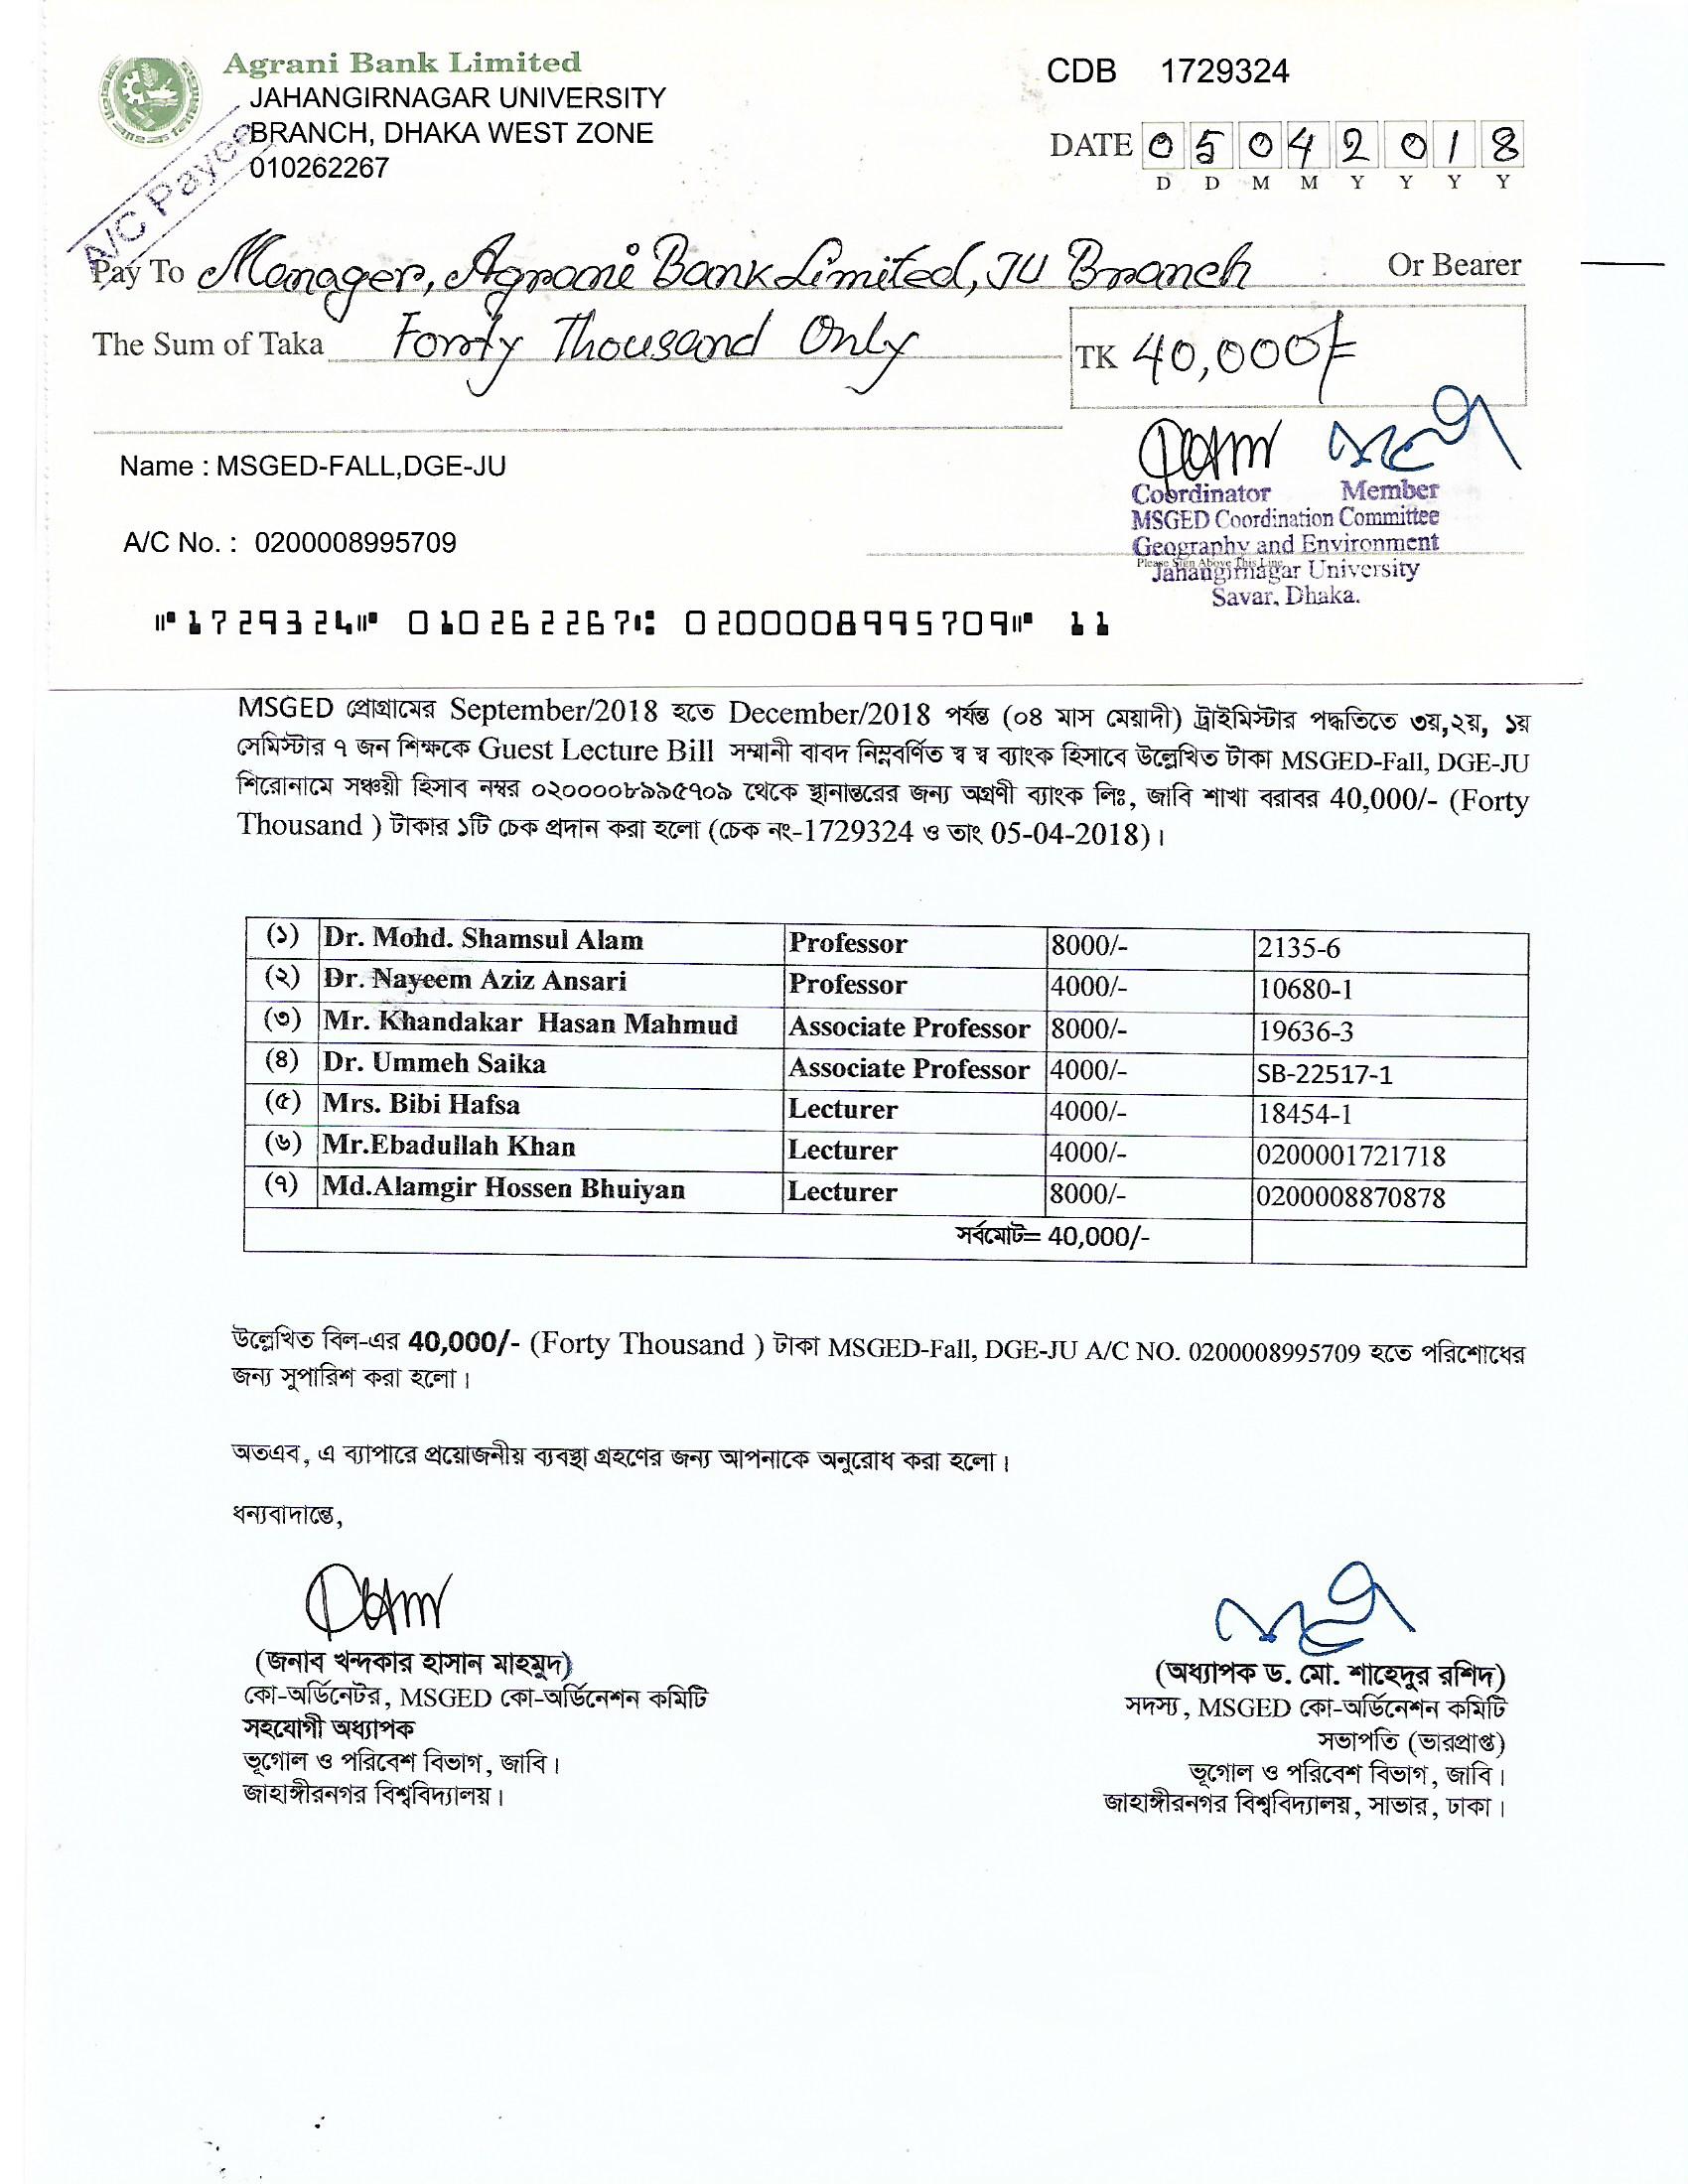 Agrani Bank Limited
JAHANGIRNAGAR UNIVERSITY
BRANCH, DHAKA WEST ZONE
010262267
A/C Payee
CDB 1729324
DATE 05042018
D D M M Y Y Y Y
Pay To Manager, Agrani Bank Limited, JU Branch Or Bearer
The Sum of Taka Forty Thousand Only TK 40,000/=
Name : MSGED-FALL,DGE-JU
A/C No. : 0200008995709
Coordinator Member
MSGED Coordination Committee
Geography and Environment
Please Sign Above This Line
Jahangirnagar University
Savar, Dhaka.
⑈1729324⑈ 010262267⑆ 0200008995709⑈ 11
MSGED প্রোগ্রামের September/2018 হতে December/2018 পর্যন্ত (০৪ মাস মেয়াদী) ট্রাইমিস্টার পদ্ধতিতে ৩য়,২য়, ১য়
সেমিস্টার ৭ জন শিক্ষকে Guest Lecture Bill সম্মানী বাবদ নিম্নবর্ণিত স্ব স্ব ব্যাংক হিসাবে উল্লেখিত টাকা MSGED-Fall, DGE-JU
শিরোনামে সঞ্চয়ী হিসাব নম্বর ০২০০০০৮৯৯৫৭০৯ থেকে স্থানান্তরের জন্য অগ্রণী ব্যাংক লিঃ, জাবি শাখা বরাবর 40,000/- (Forty
Thousand ) টাকার ১টি চেক প্রদান করা হলো (চেক নং-1729324 ও তাং 05-04-2018)।
(১) Dr. Mohd. Shamsul Alam Professor 8000/- 2135-6
(২) Dr. Nayeem Aziz Ansari Professor 4000/- 10680-1
(৩) Mr. Khandakar Hasan Mahmud Associate Professor 8000/- 19636-3
(৪) Dr. Ummeh Saika Associate Professor 4000/- SB-22517-1
(৫) Mrs. Bibi Hafsa Lecturer 4000/- 18454-1
(৬) Mr.Ebadullah Khan Lecturer 4000/- 0200001721718
(৭) Md.Alamgir Hossen Bhuiyan Lecturer 8000/- 0200008870878
সর্বমোট= 40,000/-
উল্লেখিত বিল-এর 40,000/- (Forty Thousand ) টাকা MSGED-Fall, DGE-JU A/C NO. 0200008995709 হতে পরিশোধের
জন্য সুপারিশ করা হলো।
অতএব, এ ব্যাপারে প্রয়োজনীয় ব্যবস্থা গ্রহণের জন্য আপনাকে অনুরোধ করা হলো।
ধন্যবাদান্তে,
(জনাব খন্দকার হাসান মাহমুদ)
কো-অর্ডিনেটর, MSGED কো-অর্ডিনেশন কমিটি
সহযোগী অধ্যাপক
ভূগোল ও পরিবেশ বিভাগ, জাবি।
জাহাঙ্গীরনগর বিশ্ববিদ্যালয়।
(অধ্যাপক ড. মো. শাহেদুর রশিদ)
সদস্য, MSGED কো-অর্ডিনেশন কমিটি
সভাপতি (ভারপ্রাপ্ত)
ভূগোল ও পরিবেশ বিভাগ, জাবি।
জাহাঙ্গীরনগর বিশ্ববিদ্যালয়, সাভার, ঢাকা।